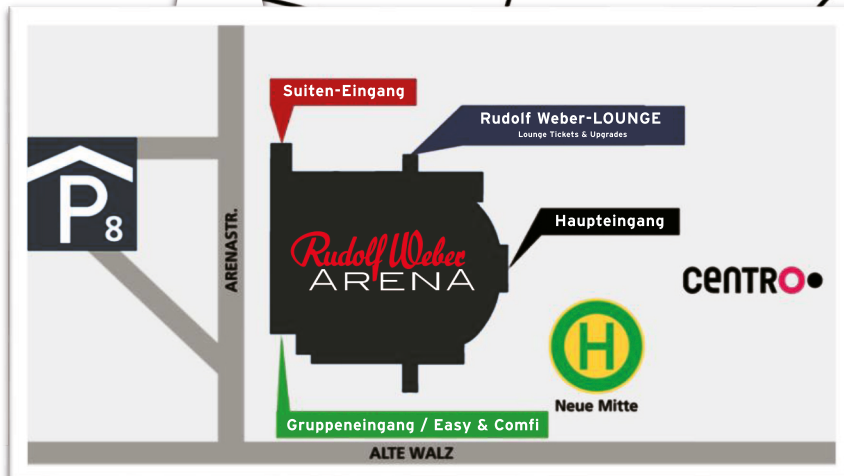 Suiten-Eingang
Rudolf Weber-LOUNGE
Lounge Tickets & Upgrades
P8
ARENASTR.
Haupteingang
Rudolf Weber
ARENA
CENTRO
H
Neue Mitte
Gruppeneingang / Easy & Comfi
ALTE WALZ